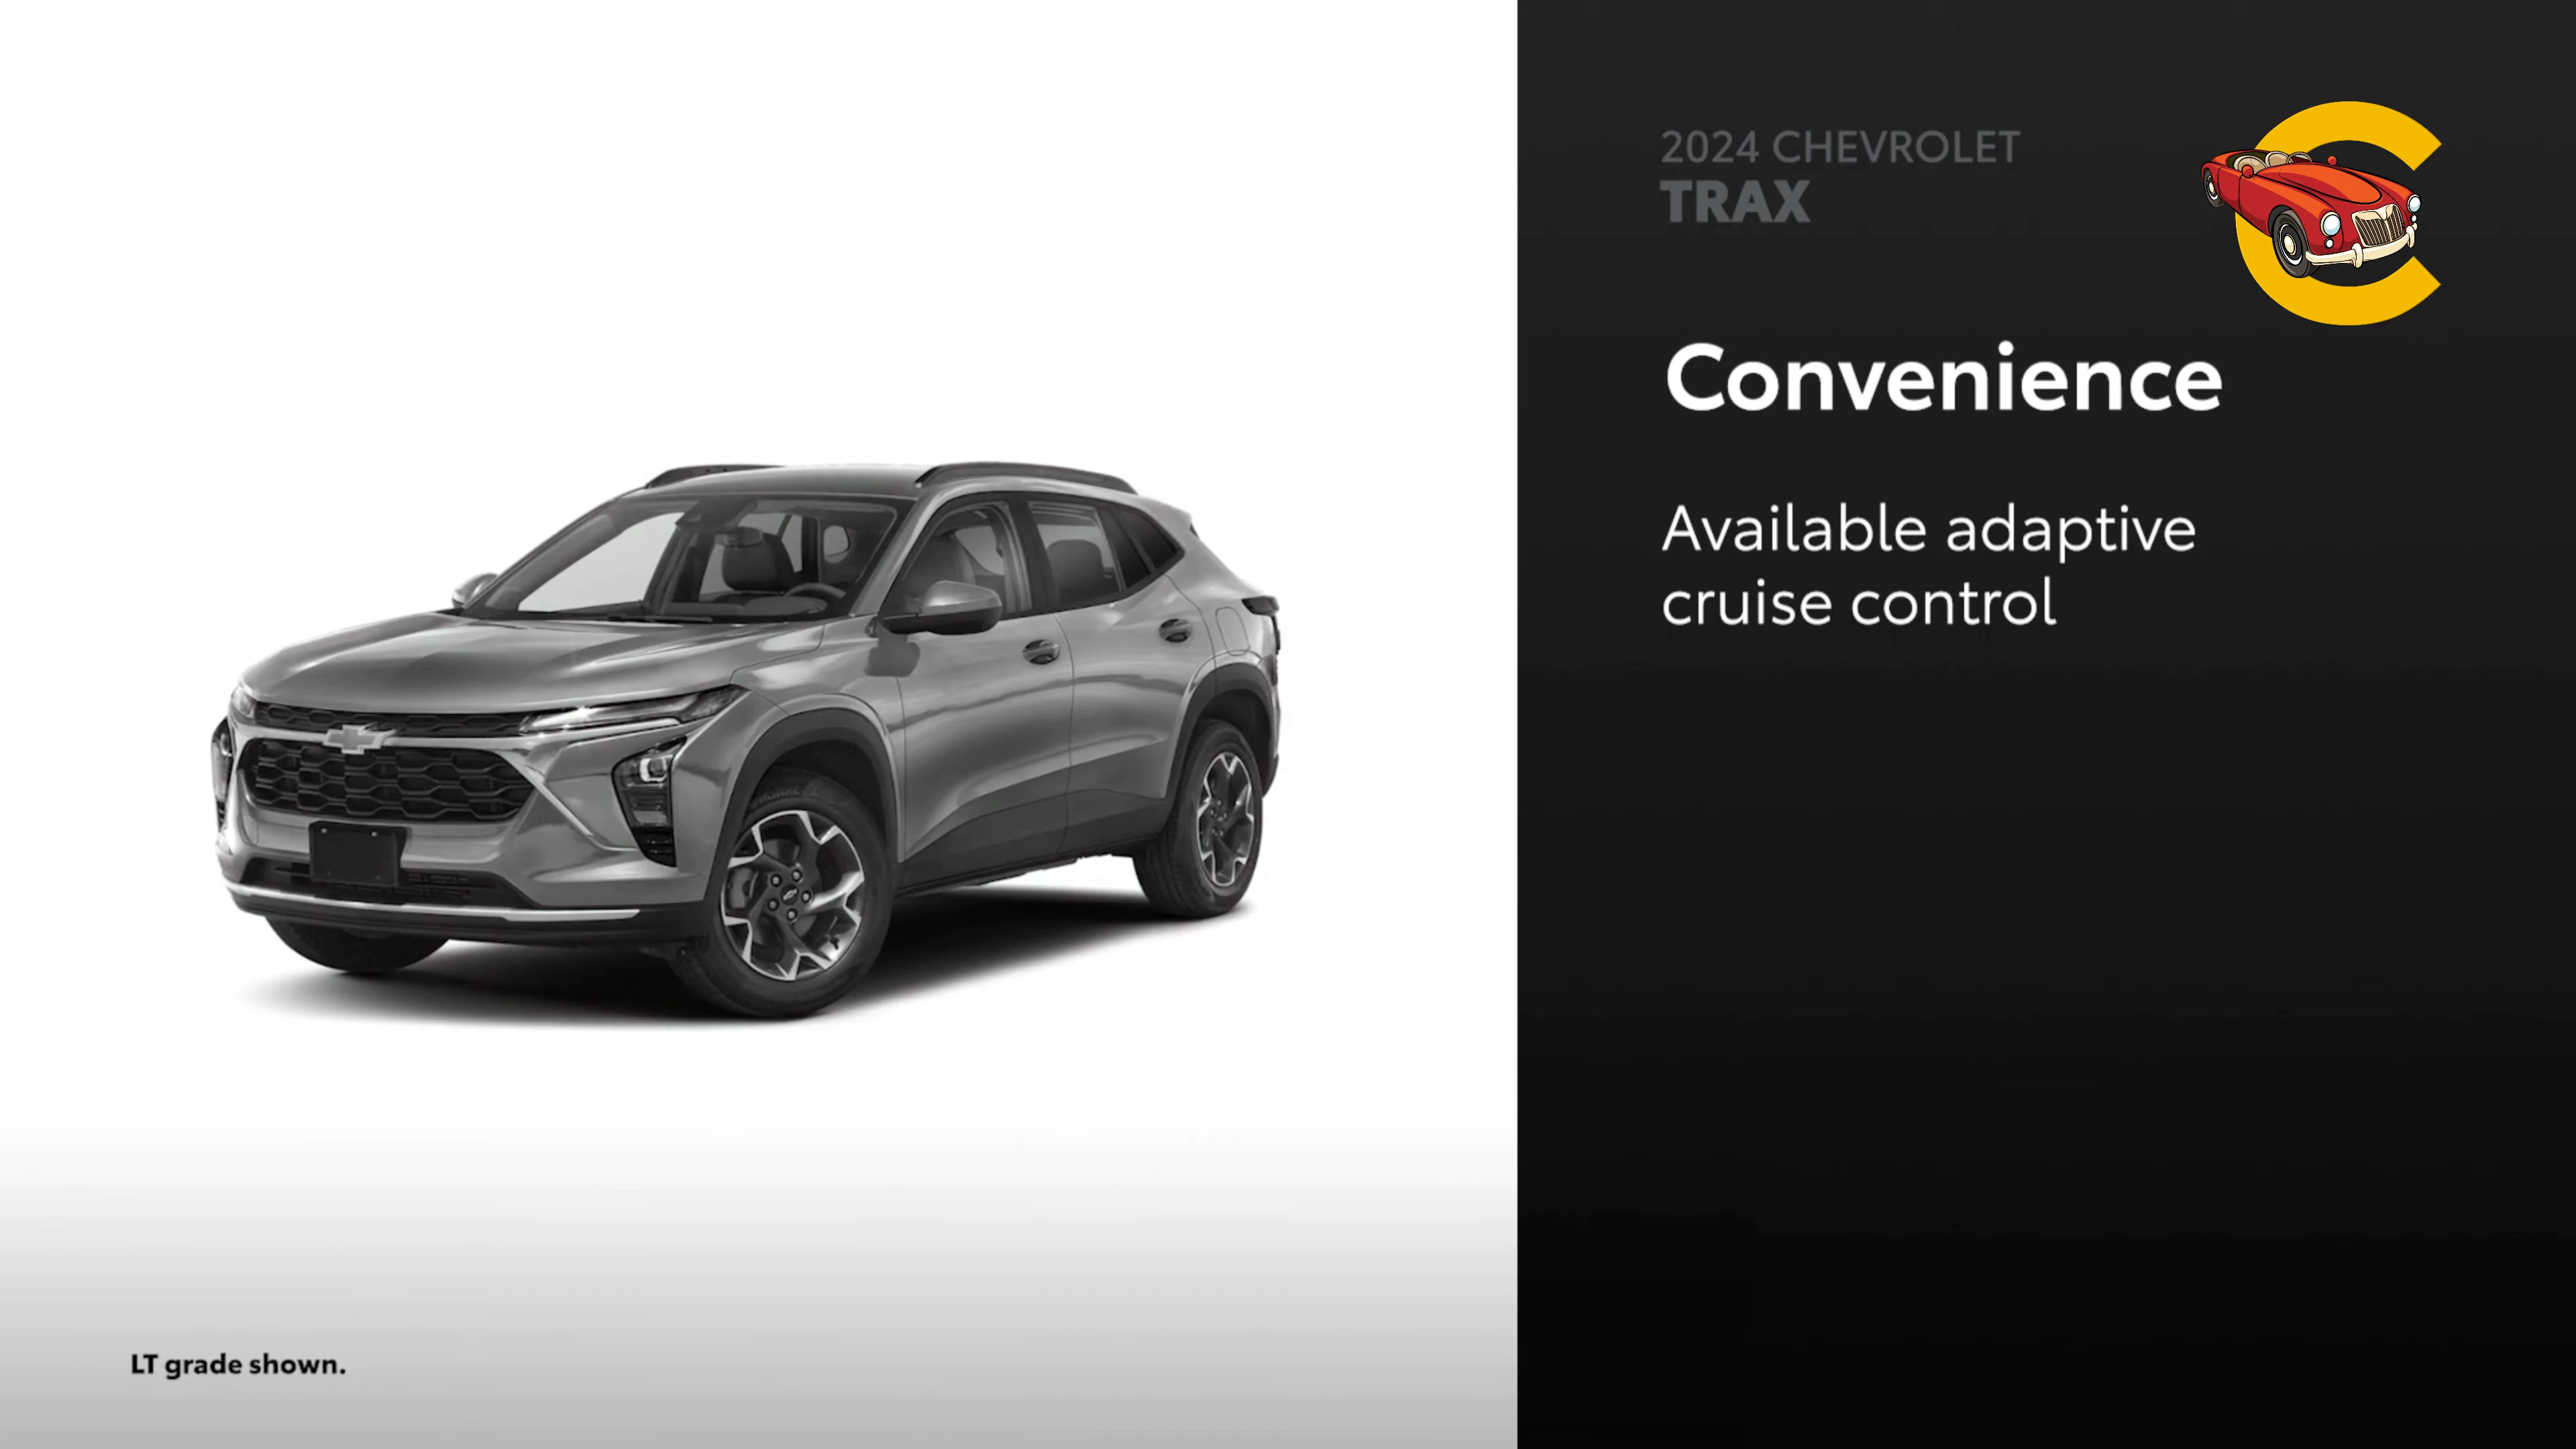 2024 CHEVROLET
TRAX
Convenience
Available adaptive
cruise control
LT grade shown.